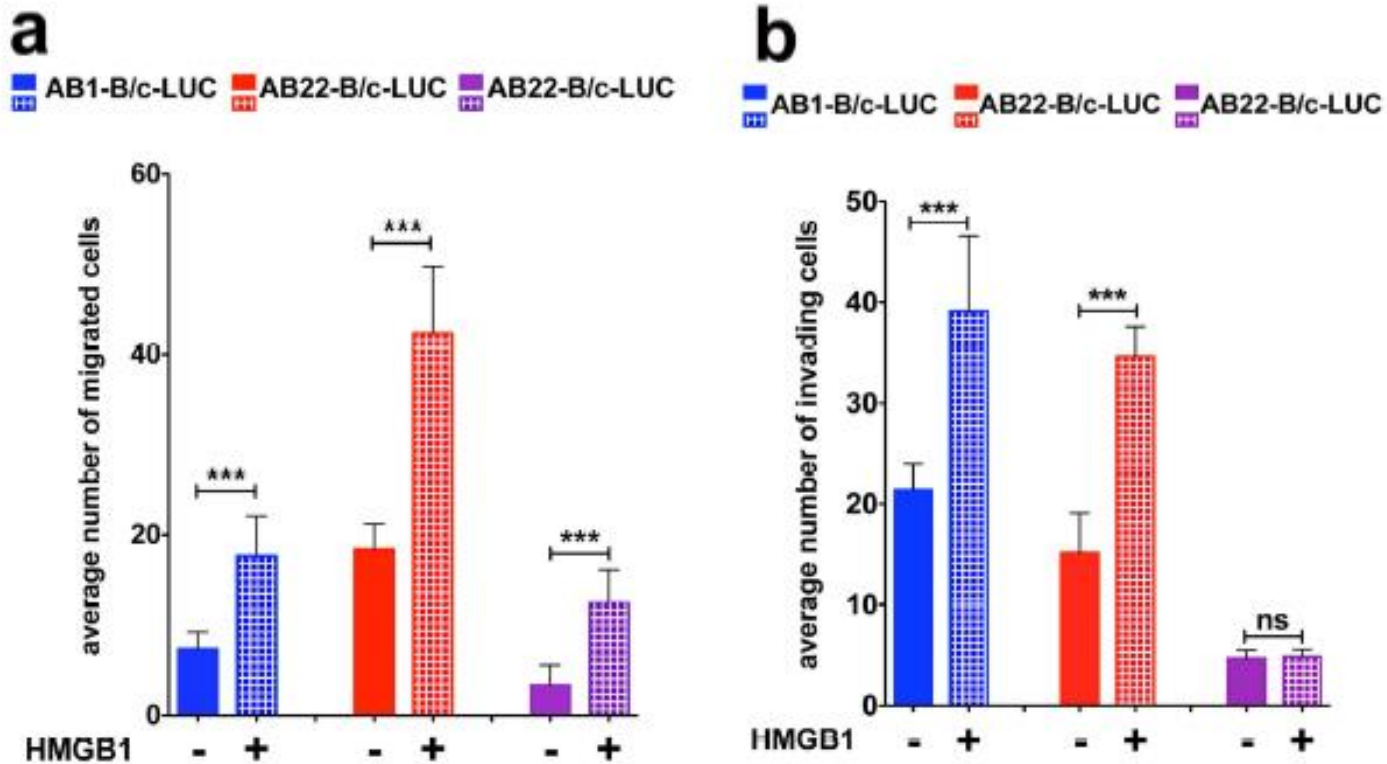 a
AB1-B/c-LUC AB22-B/c-LUC AB22-B/c-LUC
60
40
20
0
average number of migrated cells
***
***
***
HMGB1 - + - + - +
b
AB1-B/c-LUC AB22-B/c-LUC AB22-B/c-LUC
50
40
30
20
10
0
average number of invading cells
***
***
ns
HMGB1 - + - + - +